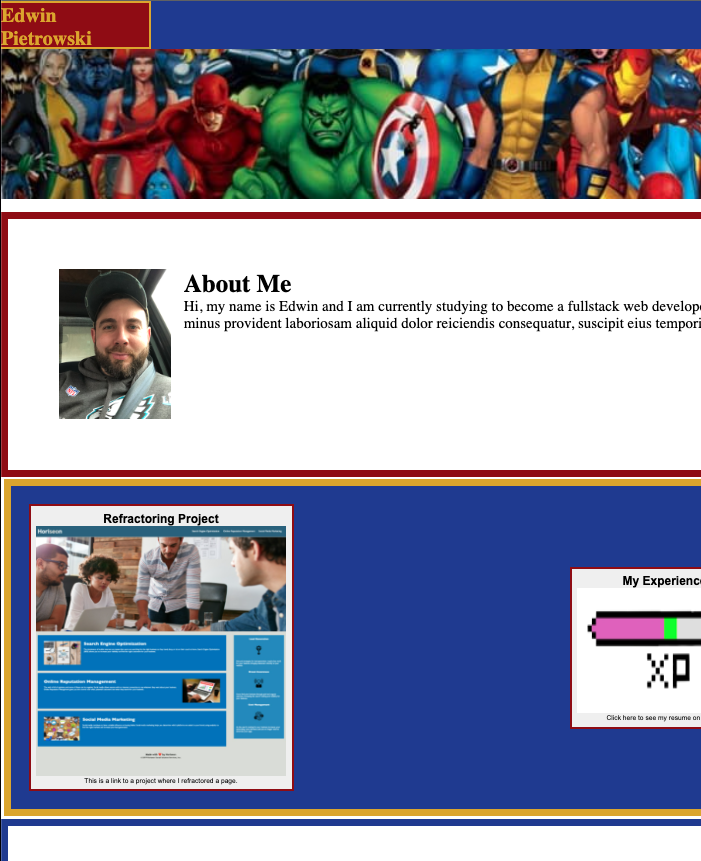 Edwin
Pietrowski
About Me
Hi, my name is Edwin and I am currently studying to become a fullstack web develope
minus provident laboriosam aliquid dolor reiciendis consequatur, suscipit eius tempori
Refractoring Project
Horiseon
Search Engine Optimization
Online Reputation Management
Social Media Marketing
This is a link to a project where I refractored a page.
My Experience
XP
Click here to see my resume on